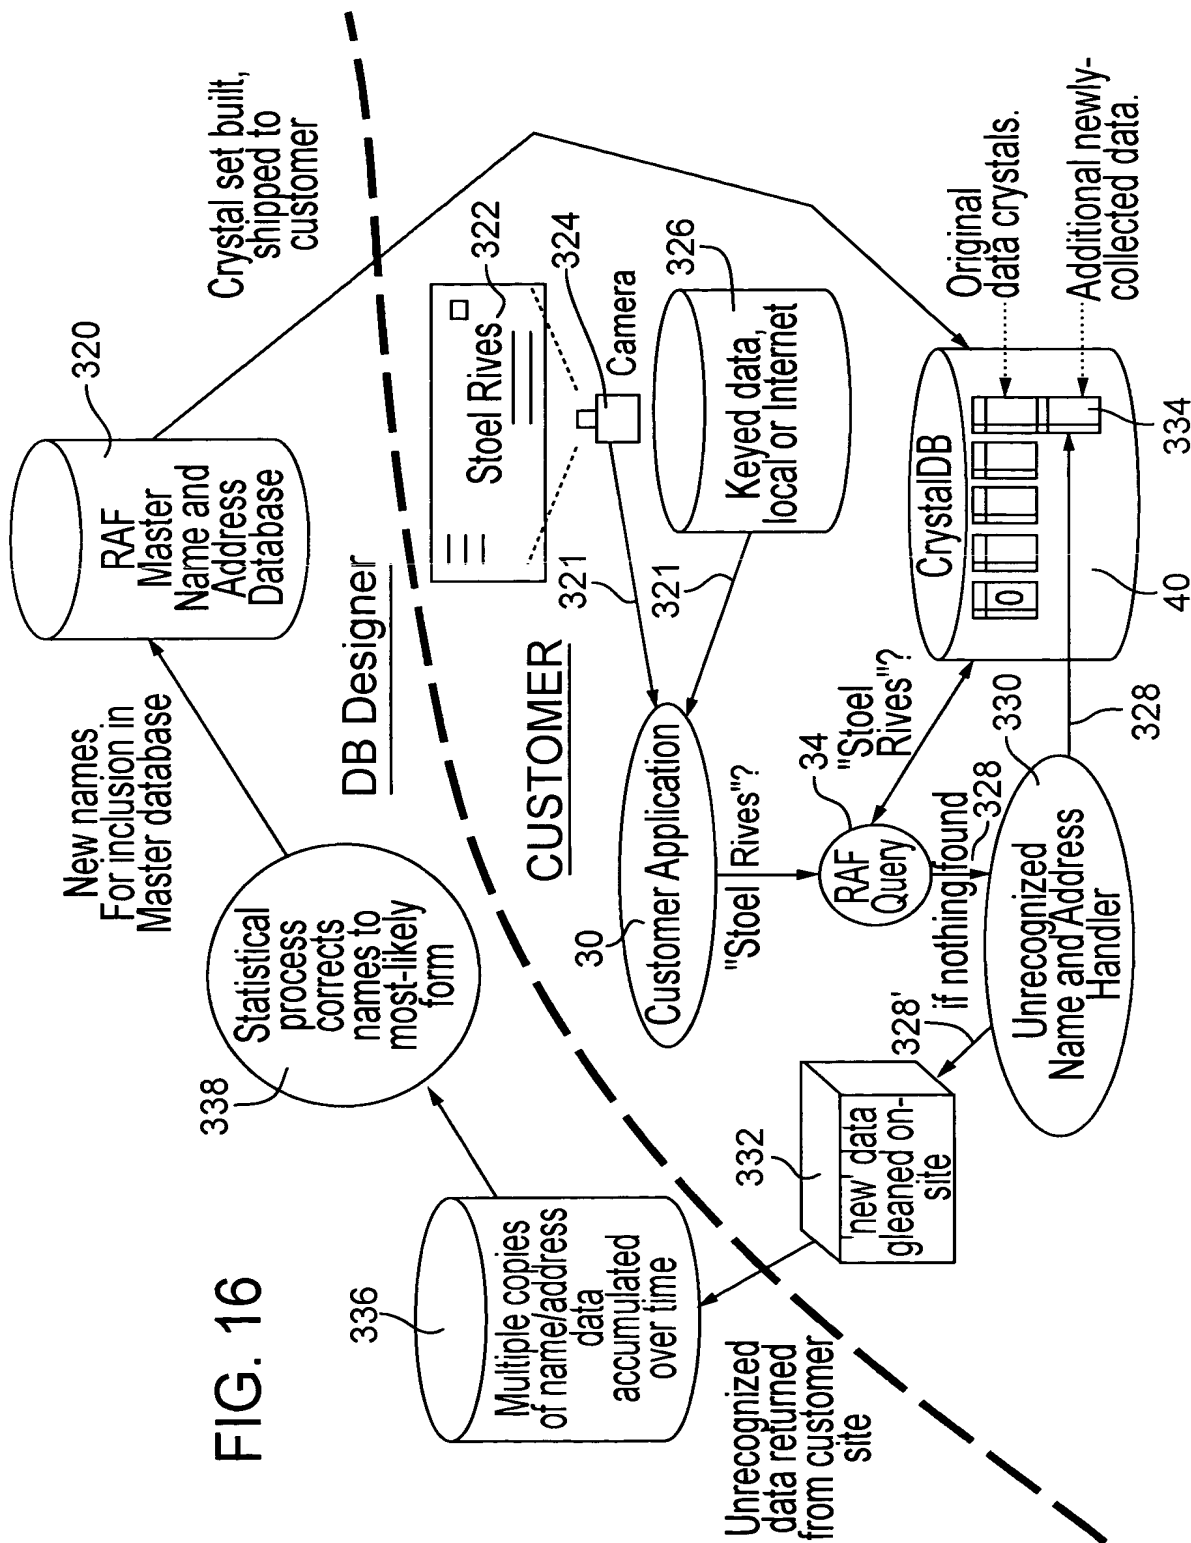 FIG. 16
336
Multiple copies
of name/address
data
accumulated
over time
Unrecognized
data returned
from customer
site
338
Statistical
process
corrects
names to
most-likely
form
New names
For inclusion in
Master database
320
RAF
Master
Name and
Address
Database
Crystal set built,
shipped to
customer
DB Designer
CUSTOMER
Stoel Rives
322
324
Camera
321
326
Keyed data,
local or Internet
321
30
Customer Application
"Stoel Rives"?
34
RAF
Query
"Stoel
Rives"?
if nothing found
328
330
Unrecognized
Name and Address
Handler
328'
332
new data
gleaned on-
site
328
CrystalDB
0
40
334
Original
data crystals.
Additional newly-
collected data.